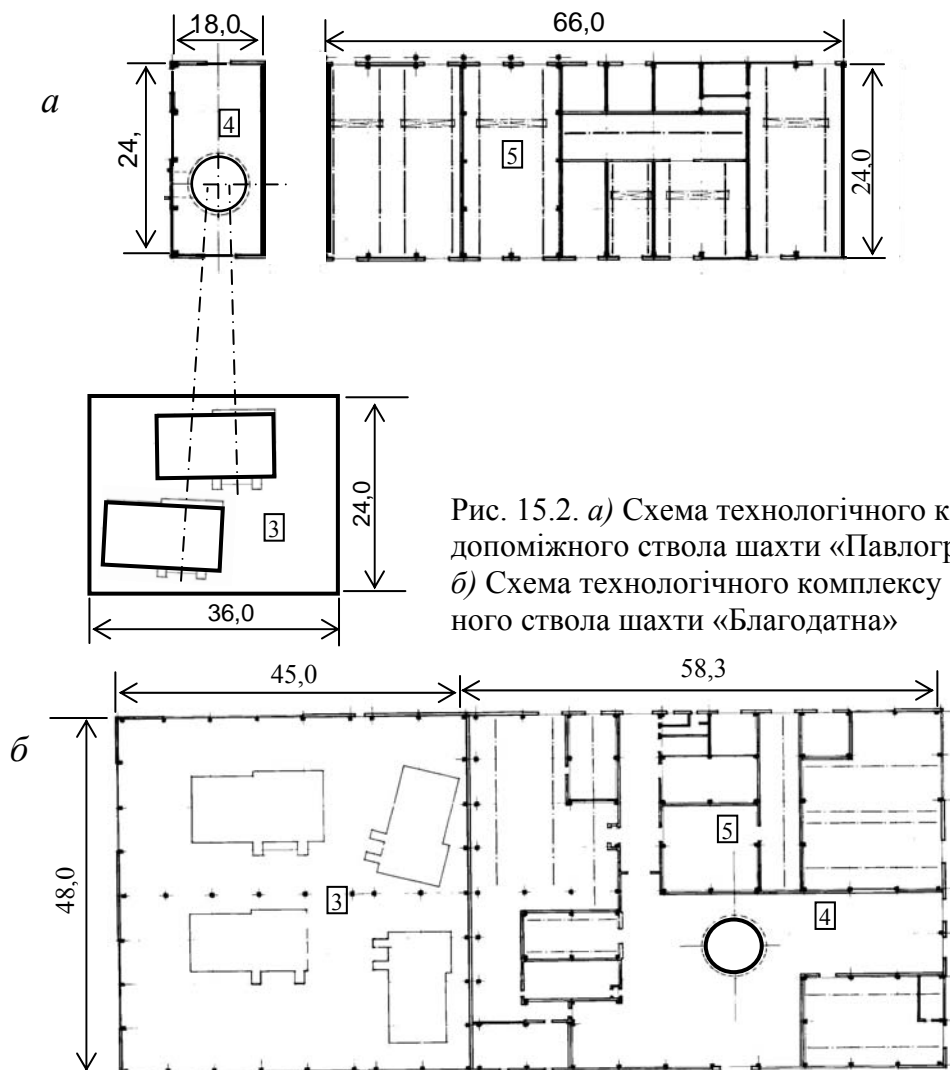 18,0
66,0
а
24,
4
5
24,0
3
24,0
36,0
Рис. 15.2. а) Схема технологічного к
допоміжного ствола шахти «Павлогр
б) Схема технологічного комплексу
ного ствола шахти «Благодатна»
45,0
58,3
б
48,0
3
5
4